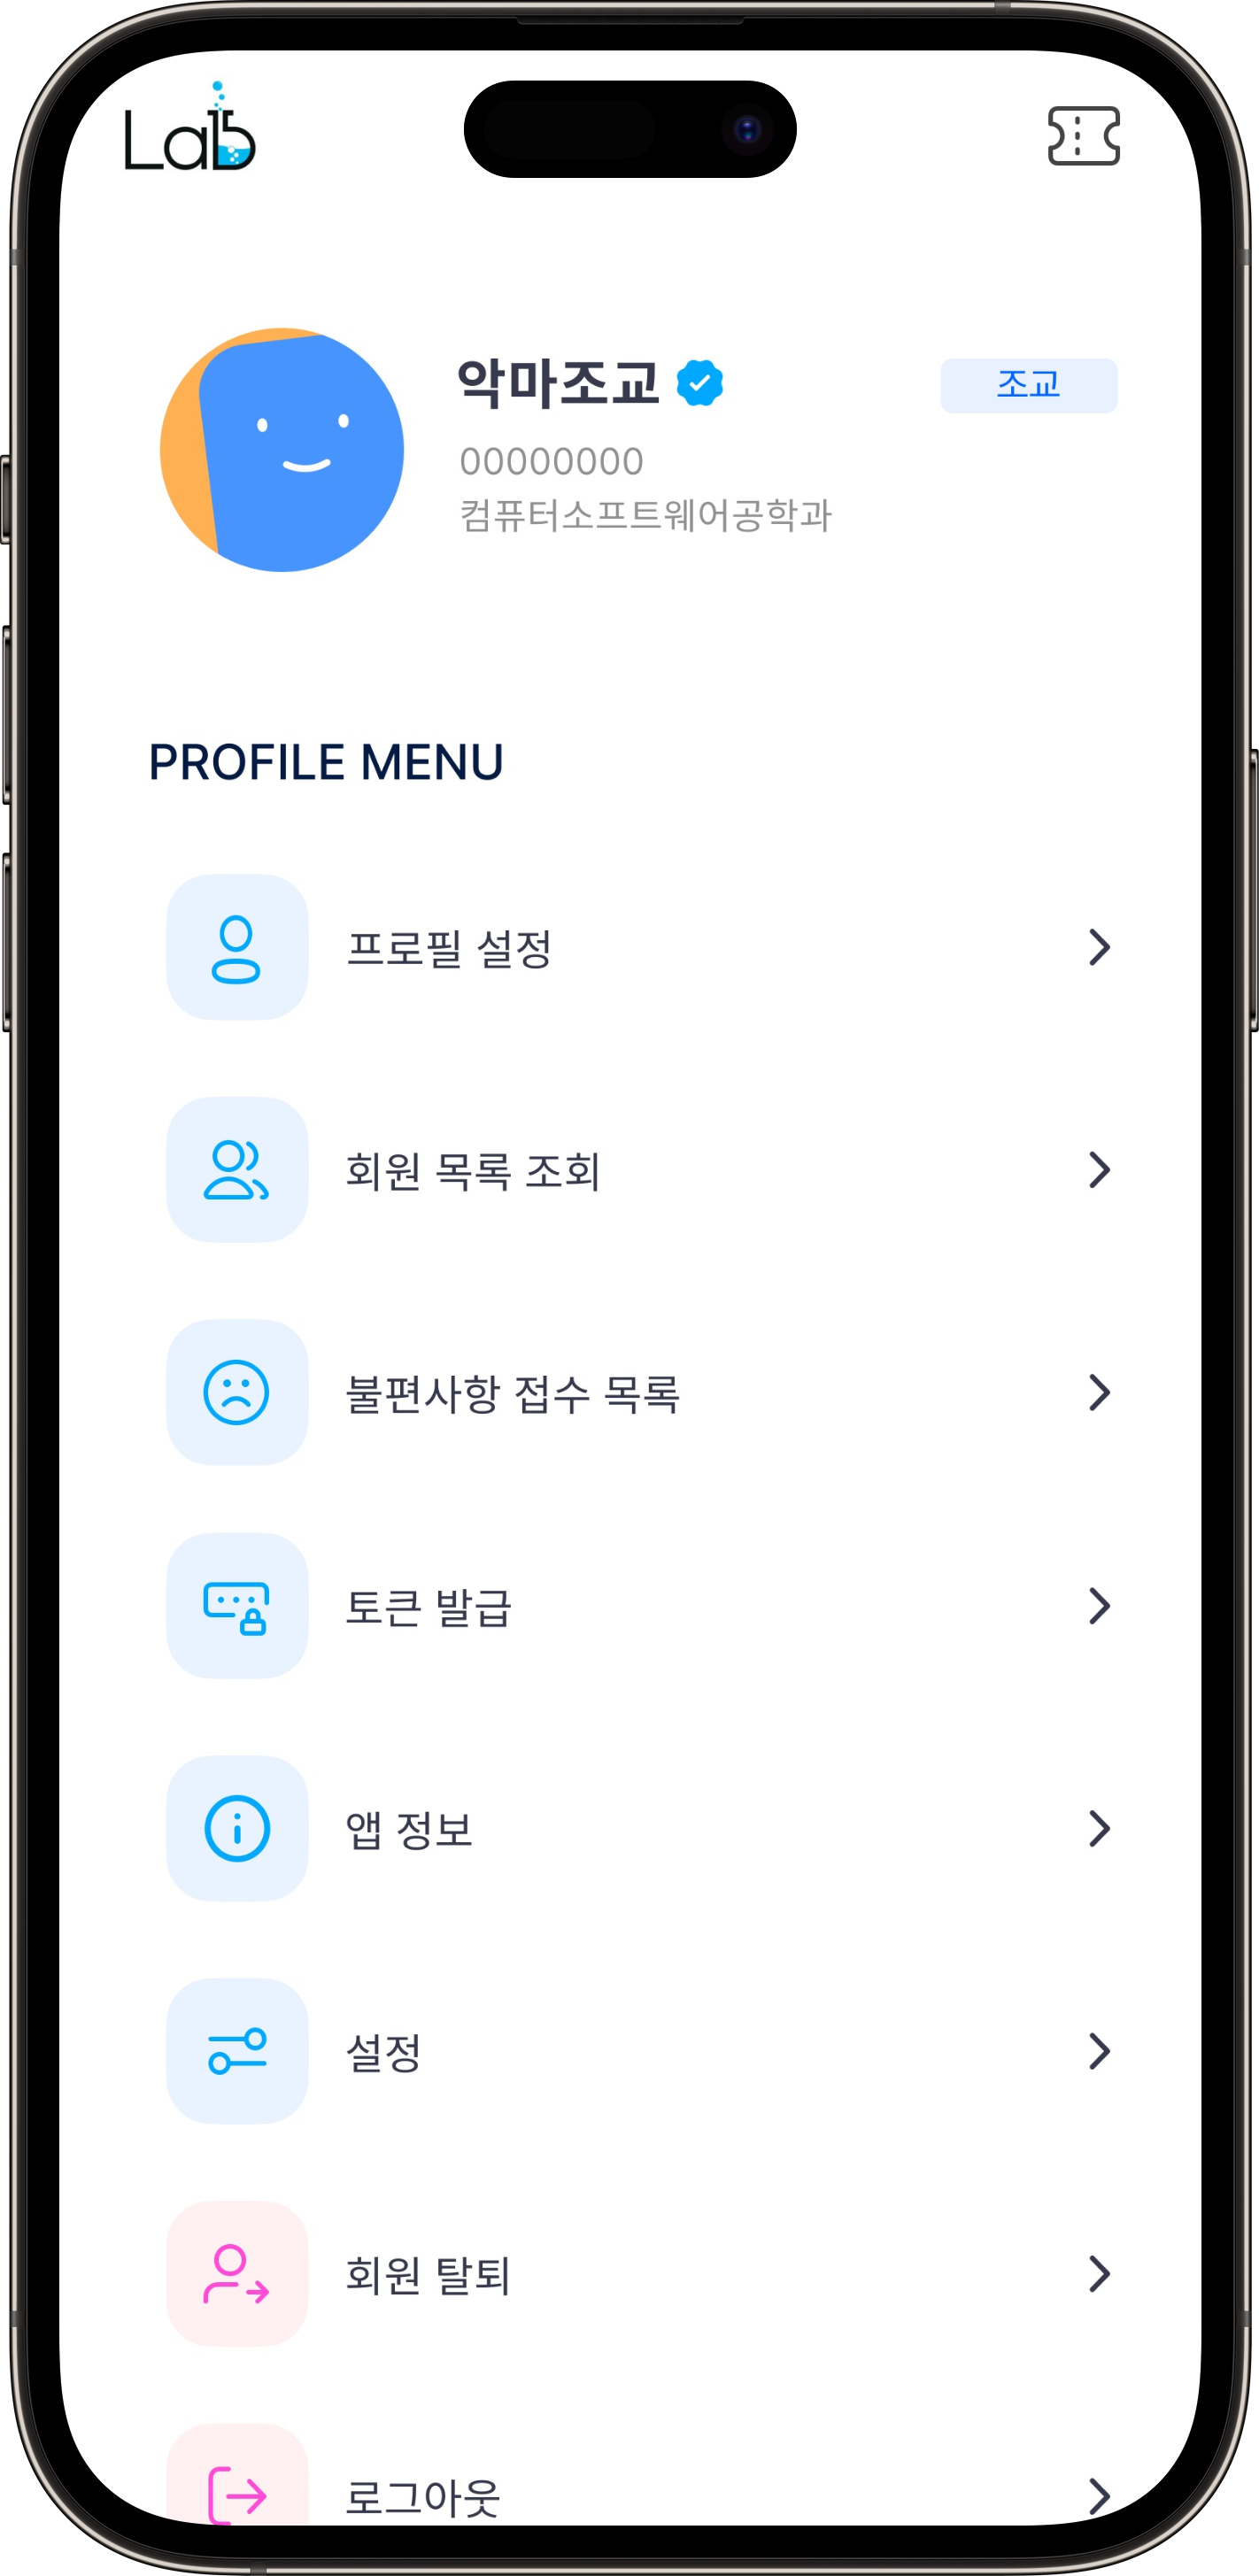 Lab
악마조교
조교
00000000
컴퓨터소프트웨어공학과
PROFILE MENU
프로필 설정
회원 목록 조회
불편사항 접수 목록
토큰 발급
앱 정보
설정
회원 탈퇴
로그아웃